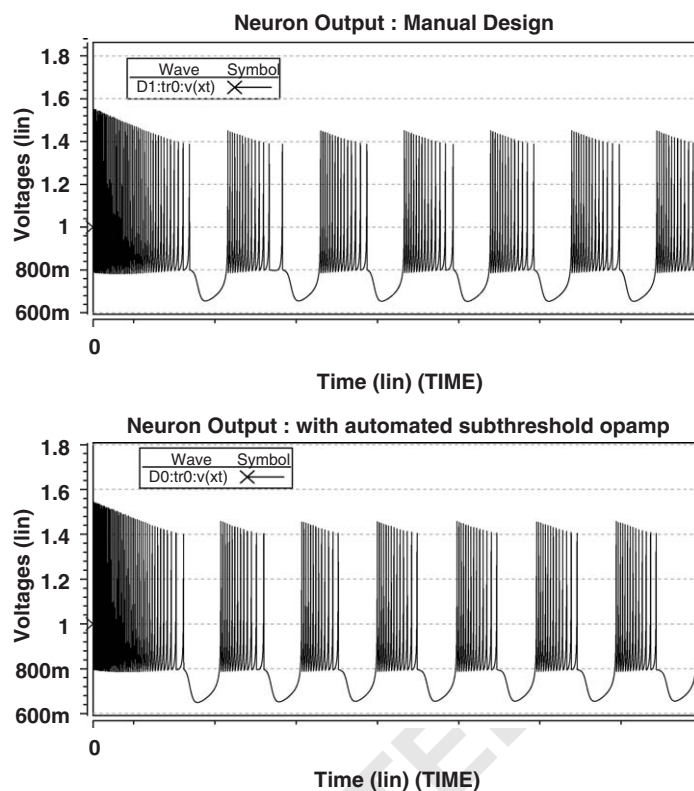 Neuron Output : Manual Design
1.8
1.6
1.4
1.2
1
800m
600m
Voltages (lin)
Wave Symbol
D1:tr0:v(xt)
0
Time (lin) (TIME)
Neuron Output : with automated subthreshold opamp
1.8
1.6
1.4
1.2
1
800m
600m
Voltages (lin)
Wave Symbol
D0:tr0:v(xt)
0
Time (lin) (TIME)